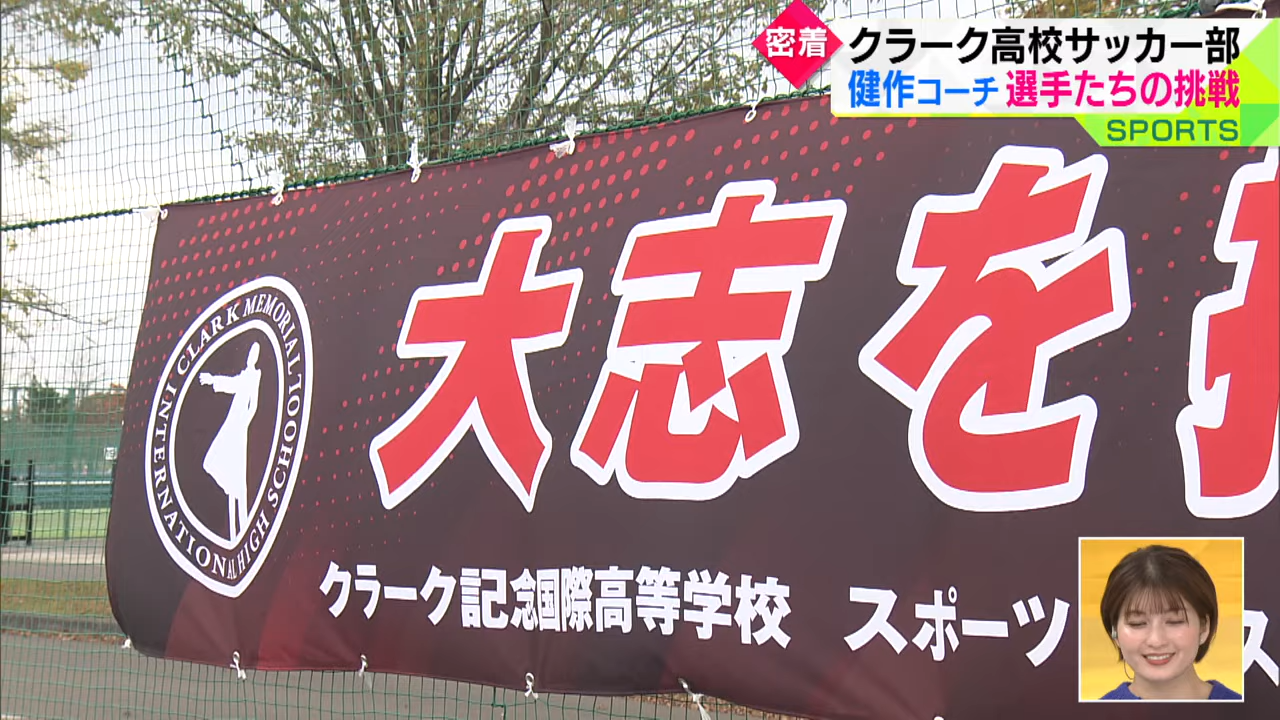 密着
クラーク高校サッカー部
健作コーチ 選手たちの挑戦
SPORTS
大志を
CLARK MEMORIAL INTERNATIONAL HIGH SCHOOL
クラーク記念国際高等学校 スポーツ
ス